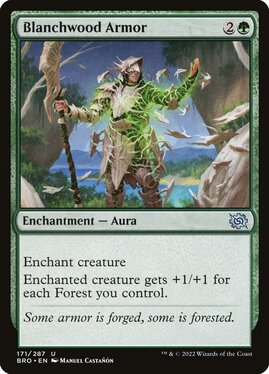 Blanchwood Armor 2
Enchantment — Aura
Enchant creature
Enchanted creature gets +1/+1 for
each Forest you control.
Some armor is forged, some is forested.
171/287 U
BRO • EN Manuel Castañón
™ & © 2022 Wizards of the Coast